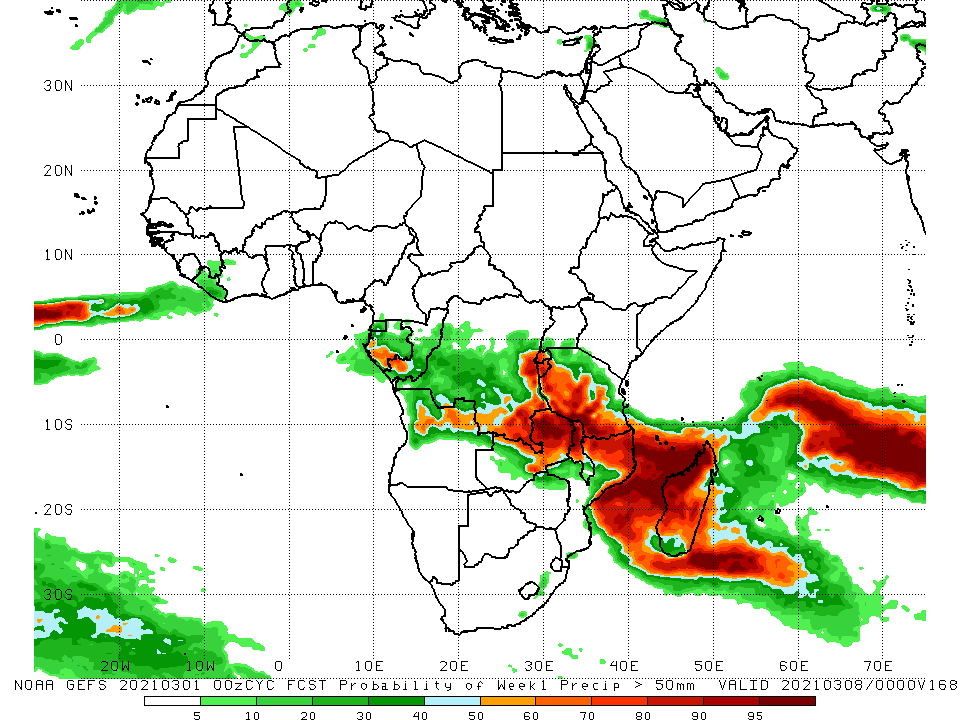 30N
20N
10N
0
10S
20S
30S
20W 10W 0 10E 20E 30E 40E 50E 60E 70E
NOAA GEFS 20210301 00zCYC FCST Probability of Week1 Precip > 50mm VALID 20210308/0000V168
5 10 20 30 40 50 60 70 80 90 95